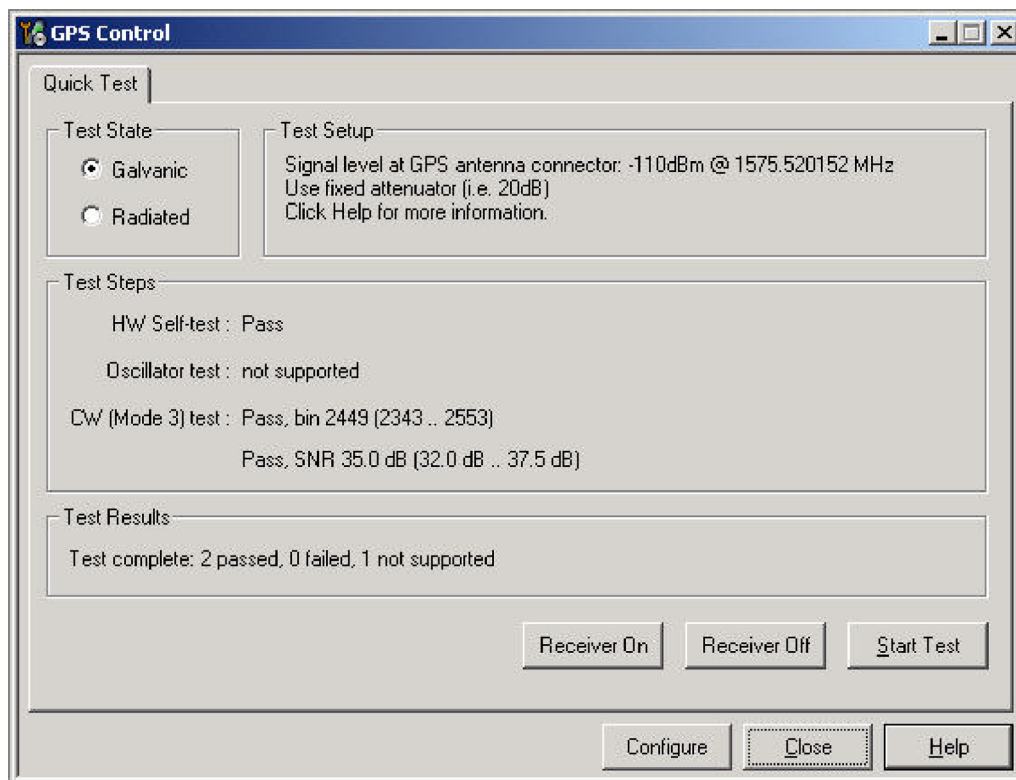 GPS Control
Quick Test
Test State
Galvanic
Radiated
Test Setup
Signal level at GPS antenna connector: -110dBm @ 1575.520152 MHz
Use fixed attenuator (i.e. 20dB)
Click Help for more information.
Test Steps
HW Self-test : Pass
Oscillator test : not supported
CW (Mode 3) test : Pass, bin 2449 (2343 .. 2553)
Pass, SNR 35.0 dB (32.0 dB .. 37.5 dB)
Test Results
Test complete: 2 passed, 0 failed, 1 not supported
Receiver On
Receiver Off
Start Test
Configure
Close
Help